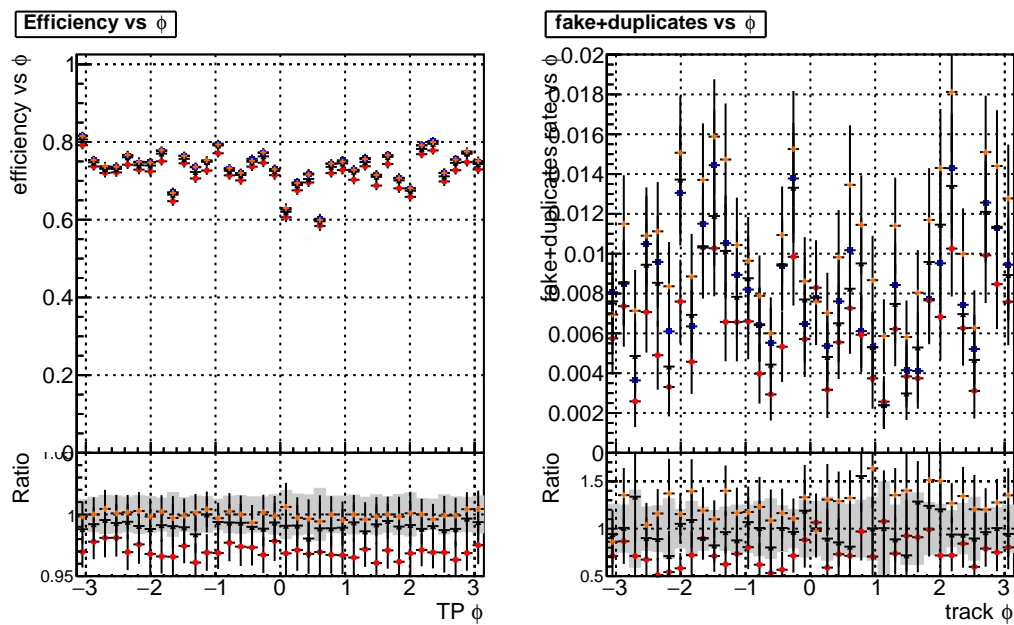 Efficiency vs ϕ
efficiency vs ϕ
1
0.8
0.6
0.4
0.2
0
Ratio
1.05
1
0.95
−3 −2 −1 0 1 2 3
TP ϕ
fake+duplicates vs ϕ
fake+duplicates rate vs ϕ
0.02
0.018
0.016
0.014
0.012
0.01
0.008
0.006
0.004
0.002
0
Ratio
1.5
1
0.5
−3 −2 −1 0 1 2 3
track ϕ